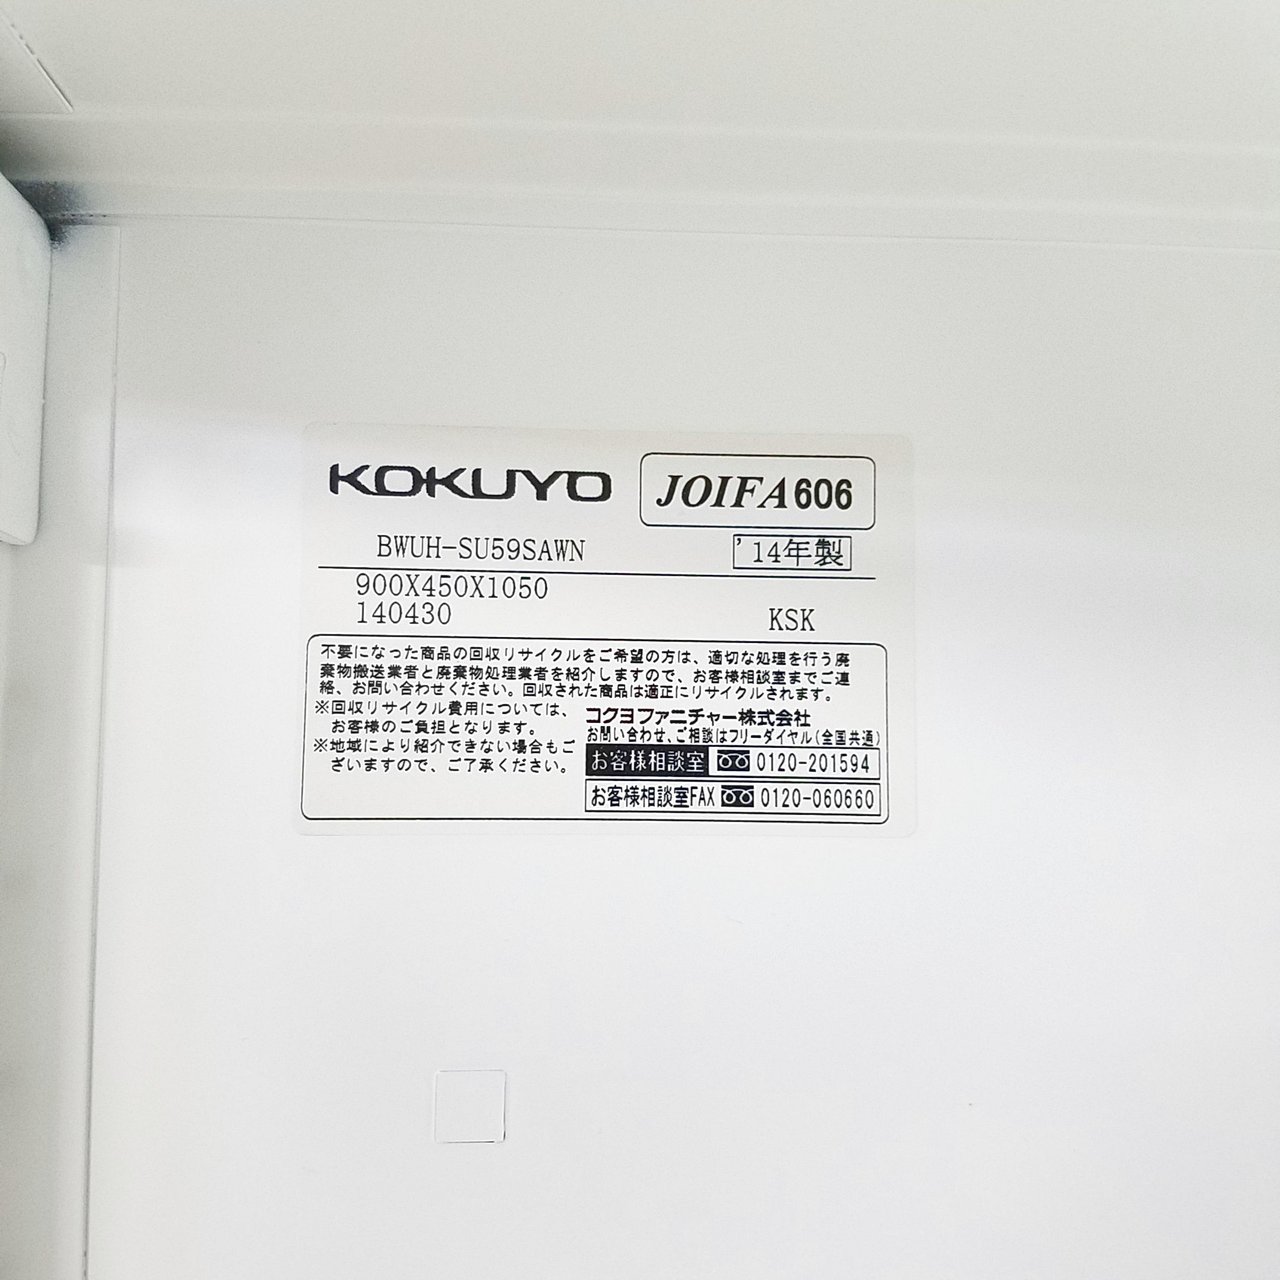 KOKUYO JOIFA606
BWUH-SU59SAWN '14年製
900X450X1050
140430 KSK
不要になった商品の回収リサイクルをご希望の方は、適切な処理を行う廃
棄物搬送業者と廃棄物処理業者を紹介しますので、お客様相談室までご連
絡、お問い合わせください。回収された商品は適正にリサイクルされます。
※回収リサイクル費用については、
お客様のご負担となります。
※地域により紹介できない場合もご
ざいますので、ご了承ください。
コクヨファニチャー株式会社
お問い合わせ、ご相談はフリーダイヤル(全国共通)
お客様相談室 0120-201594
お客様相談室FAX 0120-060660